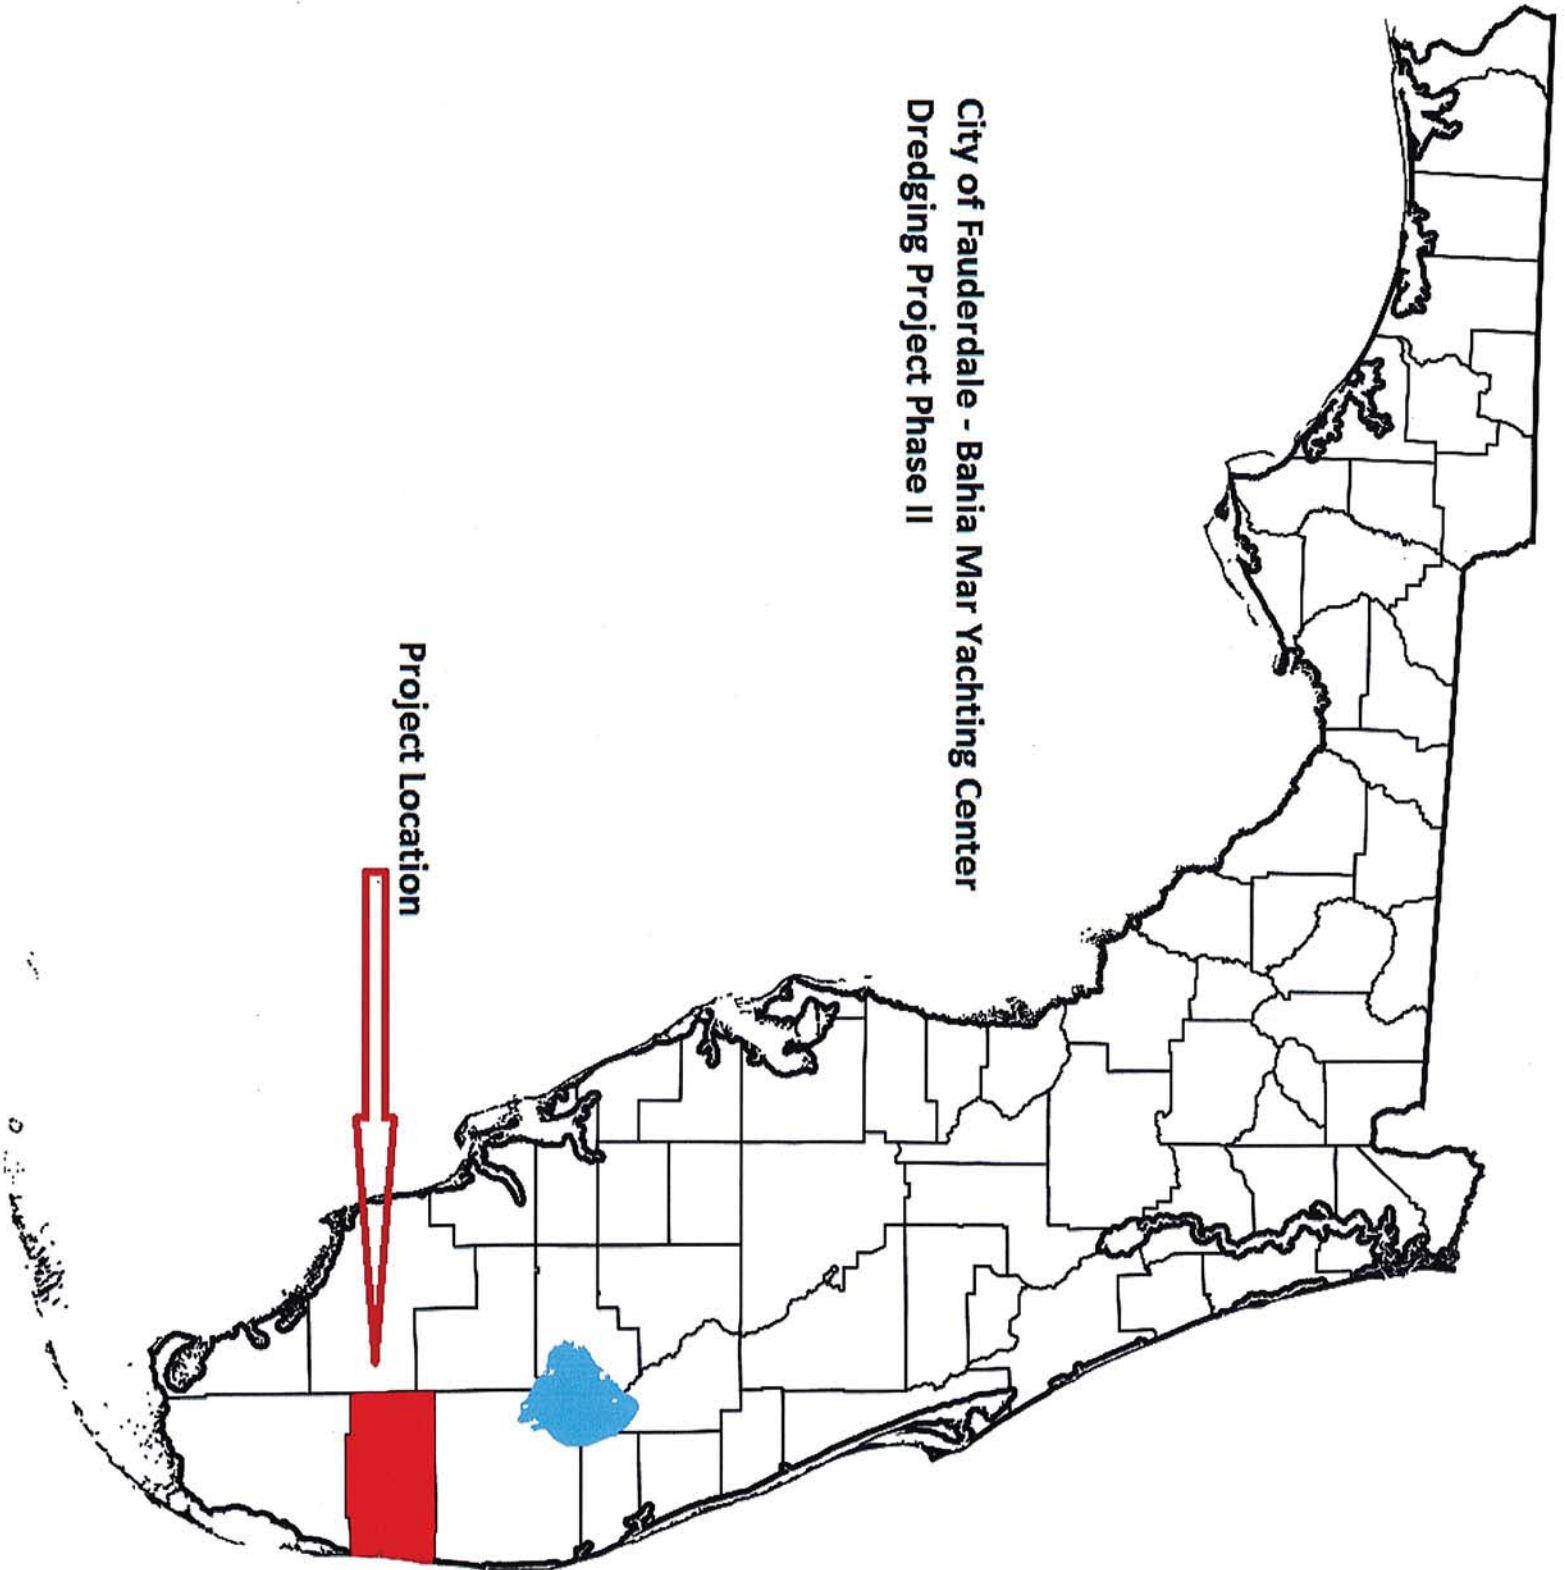 City of Fauderdale - Bahia Mar Yachting Center
Dredging Project Phase II
Project Location